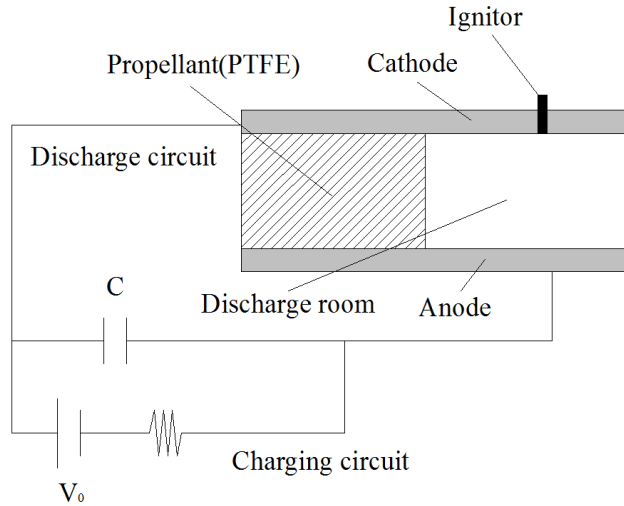 Ignitor
Propellant(PTFE)
Cathode
Discharge circuit
C
Discharge room
Anode
Charging circuit
V₀